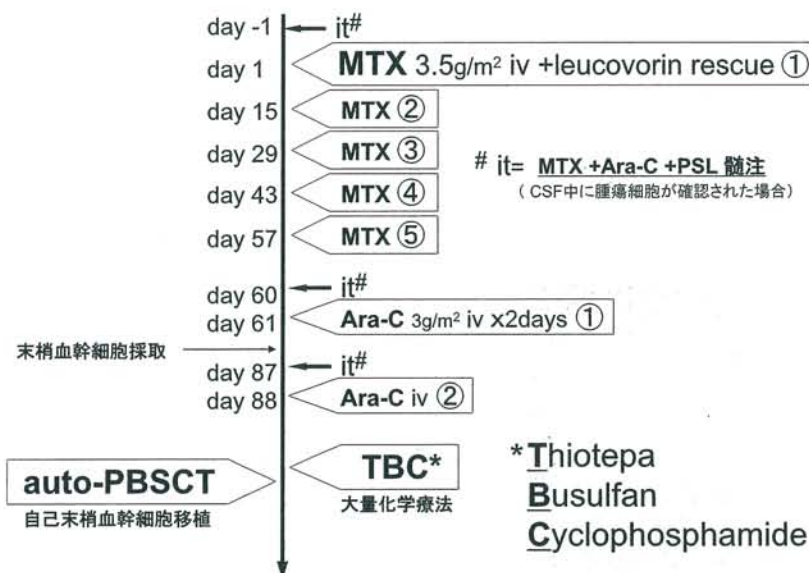 day -1 it#
day 1 MTX 3.5g/m² iv +leucovorin rescue ①
day 15 MTX ②
day 29 MTX ③
day 43 MTX ④
day 57 MTX ⑤
# it= MTX +Ara-C +PSL 髄注
( CSF中に腫瘍細胞が確認された場合)
day 60 it#
day 61 Ara-C 3g/m² iv x2days ①
末梢血幹細胞採取
day 87 it#
day 88 Ara-C iv ②
auto-PBSCT
自己末梢血幹細胞移植
TBC*
大量化学療法
*Thiotepa
Busulfan
Cyclophosphamide